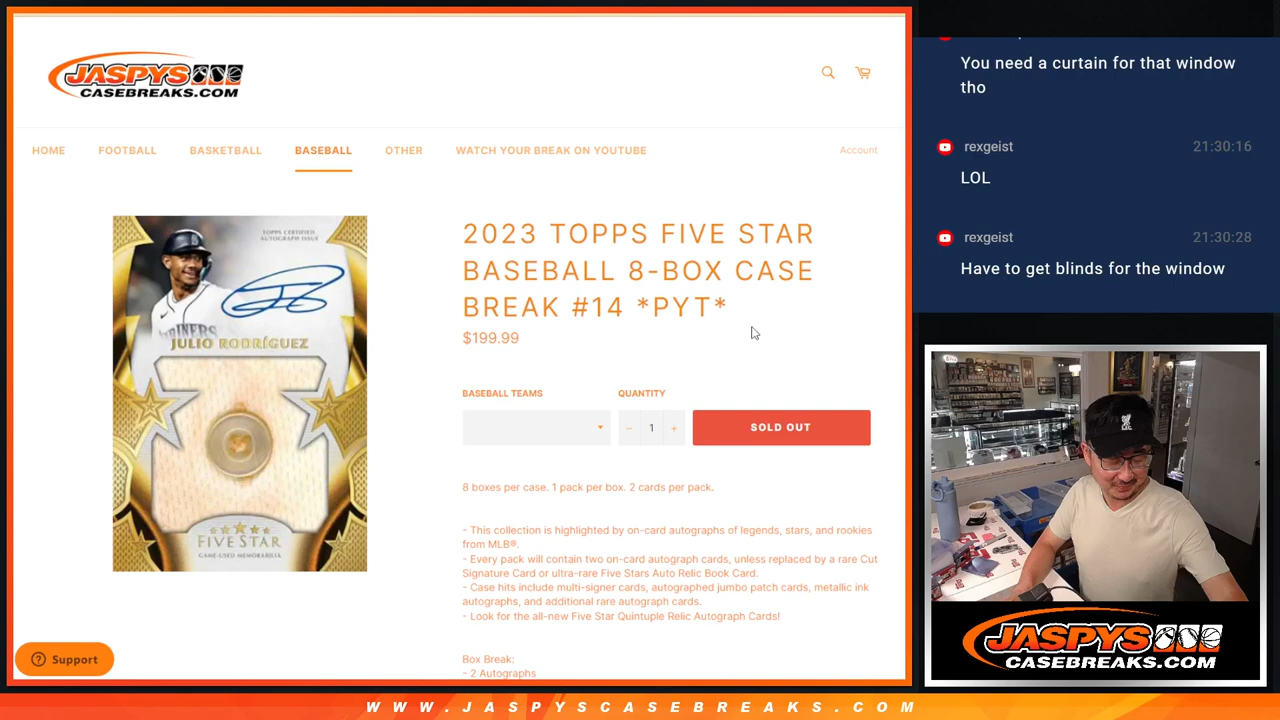 JASPYS
CASEBREAKS.COM
HOME FOOTBALL BASKETBALL BASEBALL OTHER WATCH YOUR BREAK ON YOUTUBE Account
TOPPS CERTIFIED
AUTOGRAPH ISSUE
MARINERS
JULIO RODRÍGUEZ
FIVE STAR
GAME-USED MEMORABILIA
2023 TOPPS FIVE STAR
BASEBALL 8-BOX CASE
BREAK #14 *PYT*
$199.99
BASEBALL TEAMS QUANTITY
− 1 + SOLD OUT
8 boxes per case. 1 pack per box. 2 cards per pack.
- This collection is highlighted by on-card autographs of legends, stars, and rookies
from MLB®.
- Every pack will contain two on-card autograph cards, unless replaced by a rare Cut
Signature Card or ultra-rare Five Stars Auto Relic Book Card.
- Case hits include multi-signer cards, autographed jumbo patch cards, metallic ink
autographs, and additional rare autograph cards.
- Look for the all-new Five Star Quintuple Relic Autograph Cards!
Box Break:
- 2 Autographs
Support
You need a curtain for that window
tho
rexgeist 21:30:16
LOL
rexgeist 21:30:28
Have to get blinds for the window
JASPYS
CASEBREAKS.COM
WWW.JASPYSCASEBREAKS.COM